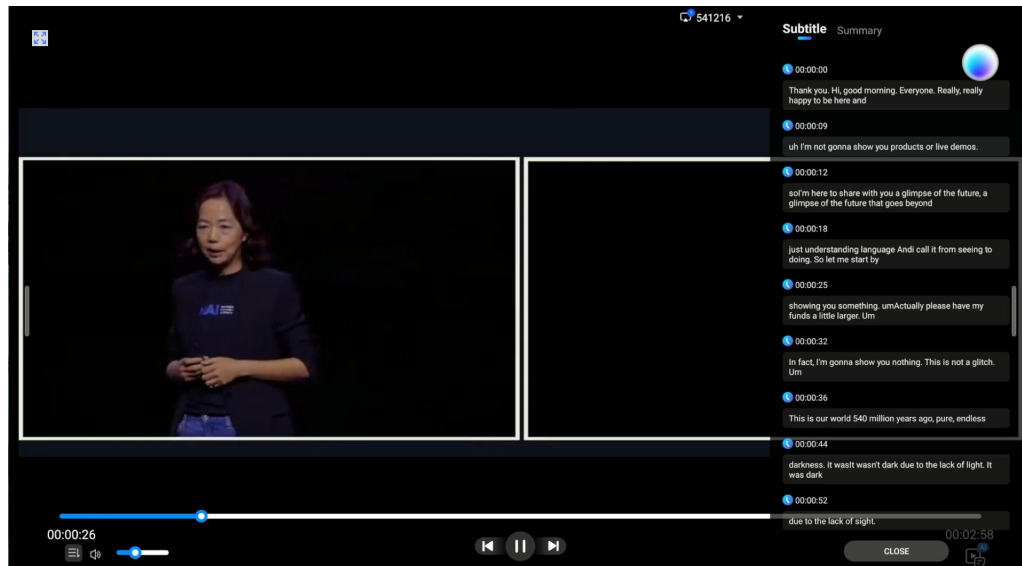 541216
Subtitle Summary
00:00:00
Thank you. Hi, good morning. Everyone. Really, really
happy to be here and
00:00:09
uh I'm not gonna show you products or live demos.
00:00:12
soI'm here to share with you a glimpse of the future, a
glimpse of the future that goes beyond
00:00:18
just understanding language Andi call it from seeing to
doing. So let me start by
00:00:25
showing you something. umActually please have my
funds a little larger. Um
00:00:32
In fact, I'm gonna show you nothing. This is not a glitch.
Um
00:00:36
This is our world 540 million years ago, pure, endless
00:00:44
darkness. it wasIt wasn't dark due to the lack of light. It
was dark
00:00:52
due to the lack of sight.
00:00:26
00:02:58
CLOSE